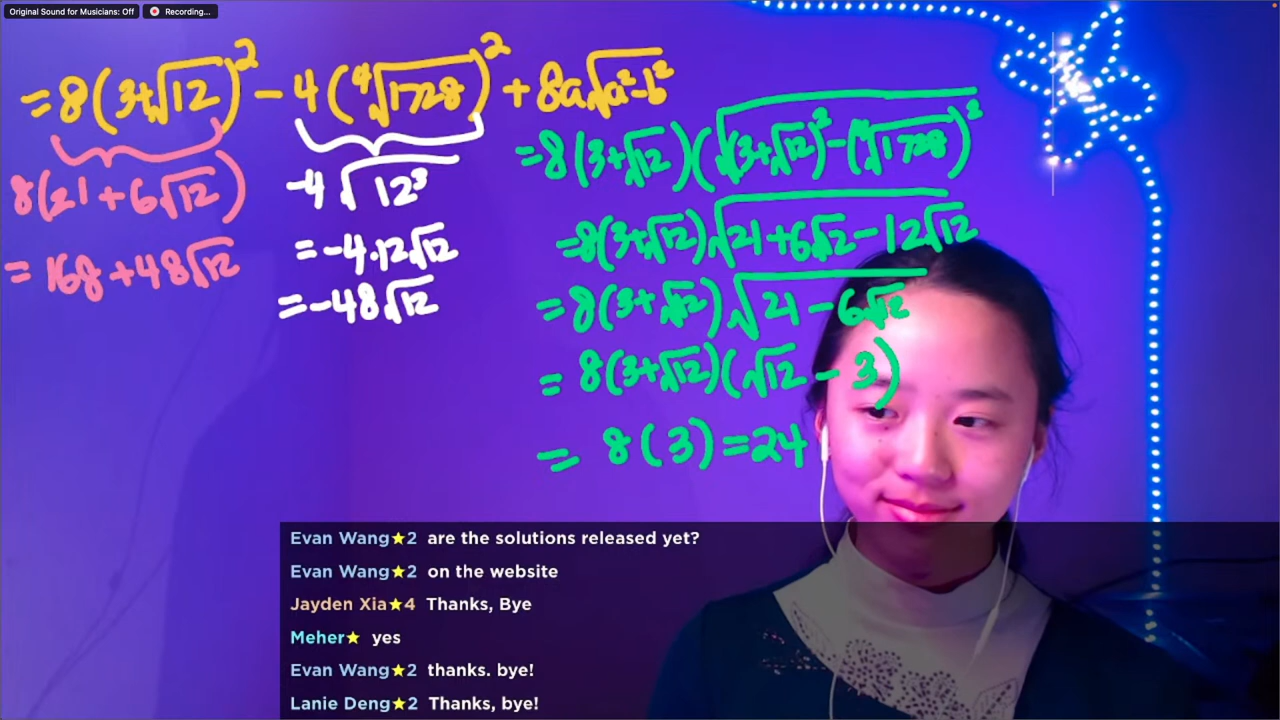 Original Sound for Musicians: Off
Recording...
=8(3+√12)² − 4(⁴√1728)² + 8a√a²−b²
8(21+6√12)
= 168+48√12
-4√12³
= -4·12√12
= -48√12
=8(3+√12)(√(3+√12)²−(⁴√1728)²
=8(3+√12)√21+6√12−12√12
=8(3+√12)√21−6√12
= 8(3+√12)(√12 − 3)
= 8(3)=24
Evan Wang★2 are the solutions released yet?
Evan Wang★2 on the website
Jayden Xia★4 Thanks, Bye
Meher★ yes
Evan Wang★2 thanks. bye!
Lanie Deng★2 Thanks, bye!